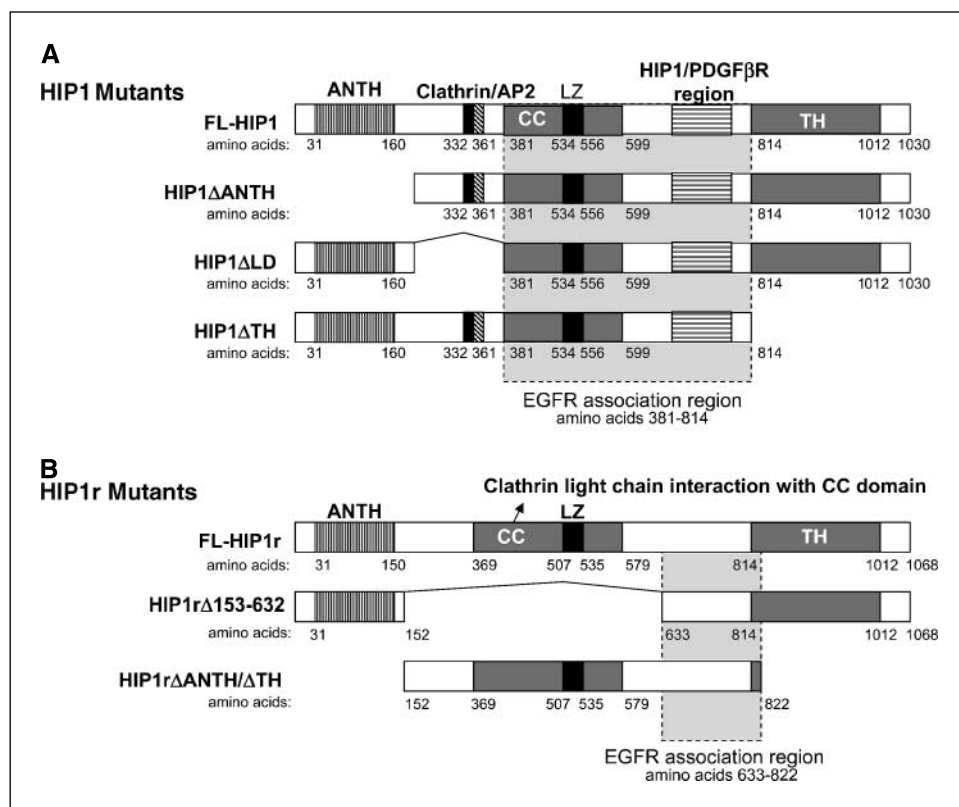 A
HIP1 Mutants
ANTH Clathrin/AP2 LZ HIP1/PDGFβR region
FL-HIP1 CC TH
amino acids: 31 160 332 361 381 534 556 599 814 1012 1030
HIP1ΔANTH
amino acids: 332 361 381 534 556 599 814 1012 1030
HIP1ΔLD
amino acids: 31 160 381 534 556 599 814 1012 1030
HIP1ΔTH
amino acids: 31 160 332 361 381 534 556 599 814
EGFR association region
amino acids 381-814
B
HIP1r Mutants
Clathrin light chain interaction with CC domain
ANTH LZ
FL-HIP1r CC TH
amino acids: 31 150 369 507 535 579 814 1012 1068
HIP1rΔ153-632
amino acids: 31 152 633 814 1012 1068
HIP1rΔANTH/ΔTH
amino acids: 152 369 507 535 579 822
EGFR association region
amino acids 633-822